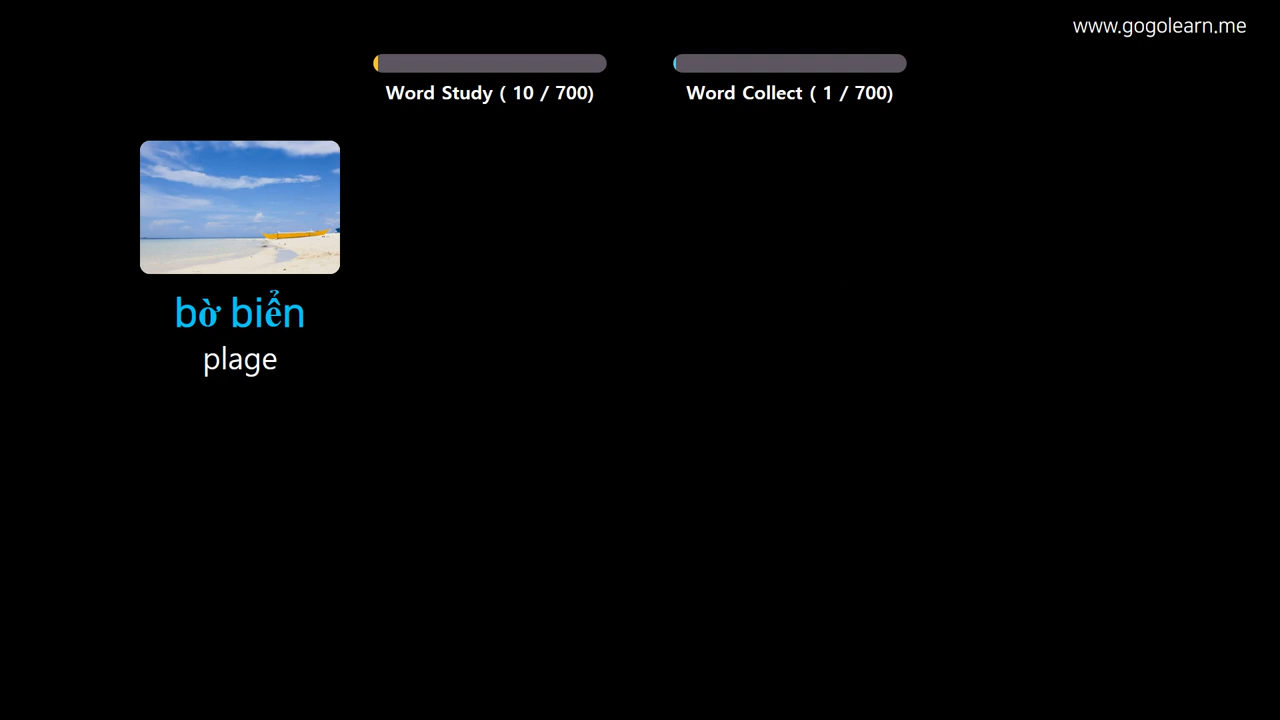 www.gogolearn.me
Word Study ( 10 / 700)
Word Collect ( 1 / 700)
bờ biển
plage